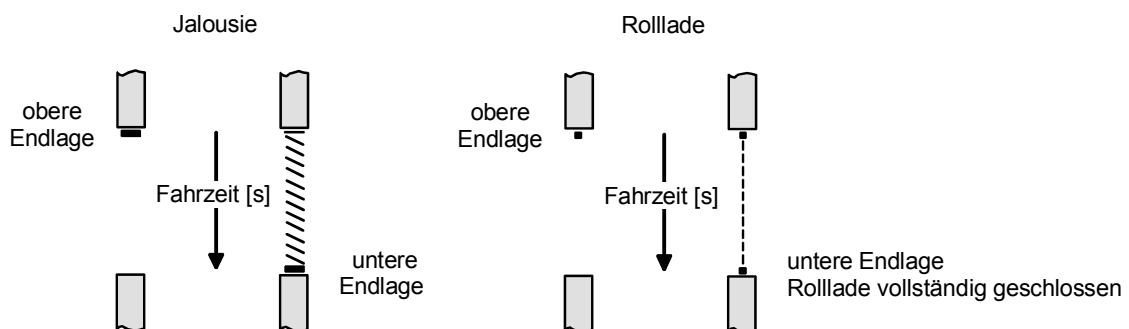 Jalousie
obere
Endlage
Fahrzeit [s]
untere
Endlage
Rolllade
obere
Endlage
Fahrzeit [s]
untere Endlage
Rolllade vollständig geschlossen